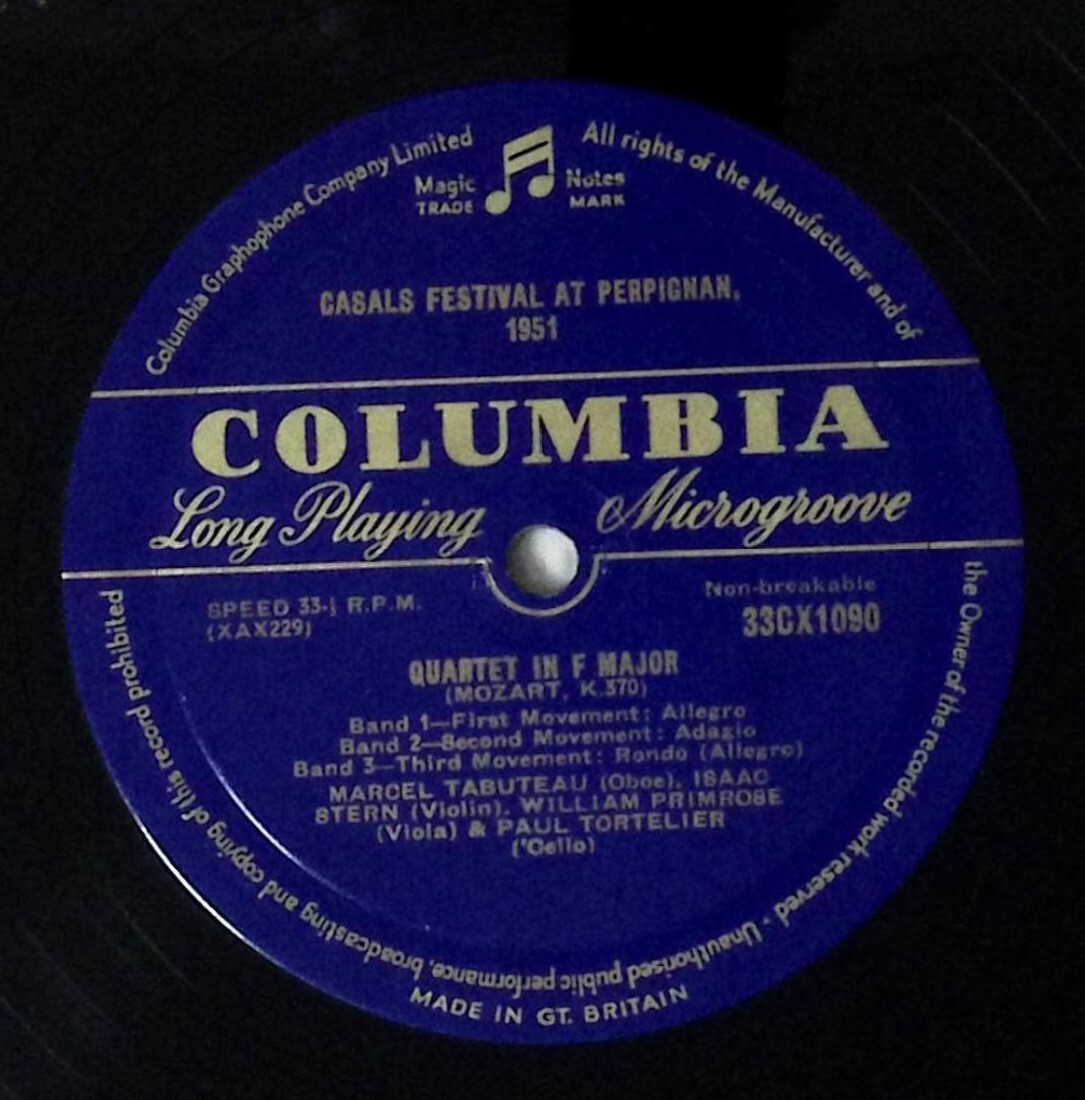 Columbia Graphophone Company Limited
All rights of the Manufacturer and of
the Owner of the recorded work reserved - Unauthorised public performance, broadcasting and copying of this record prohibited
Magic Notes
TRADE MARK
CASALS FESTIVAL AT PERPIGNAN,
1951
COLUMBIA
Long Playing Microgroove
Non-breakable
SPEED 33-⅓ R.P.M.
33CX1090
(XAX229)
QUARTET IN F MAJOR
(MOZART, K.370)
Band 1—First Movement: Allegro
Band 2—Second Movement: Adagio
Band 3—Third Movement: Rondo (Allegro)
MARCEL TABUTEAU (Oboe), ISAAC
STERN (Violin), WILLIAM PRIMROSE
(Viola) & PAUL TORTELIER
('Cello)
MADE IN GT. BRITAIN